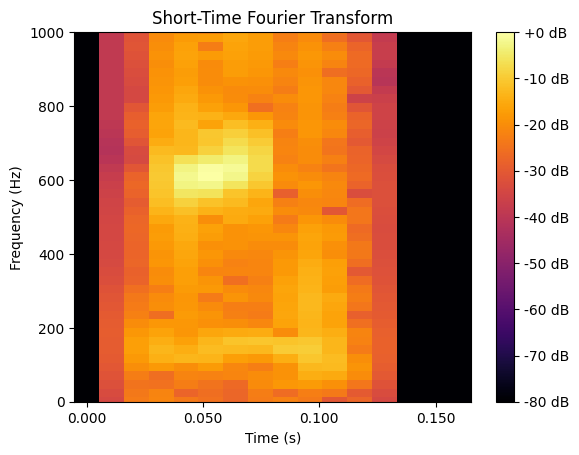 Short-Time Fourier Transform
1000
800
600
400
200
0
Frequency (Hz)
0.000
0.050
0.100
0.150
Time (s)
+0 dB
-10 dB
-20 dB
-30 dB
-40 dB
-50 dB
-60 dB
-70 dB
-80 dB